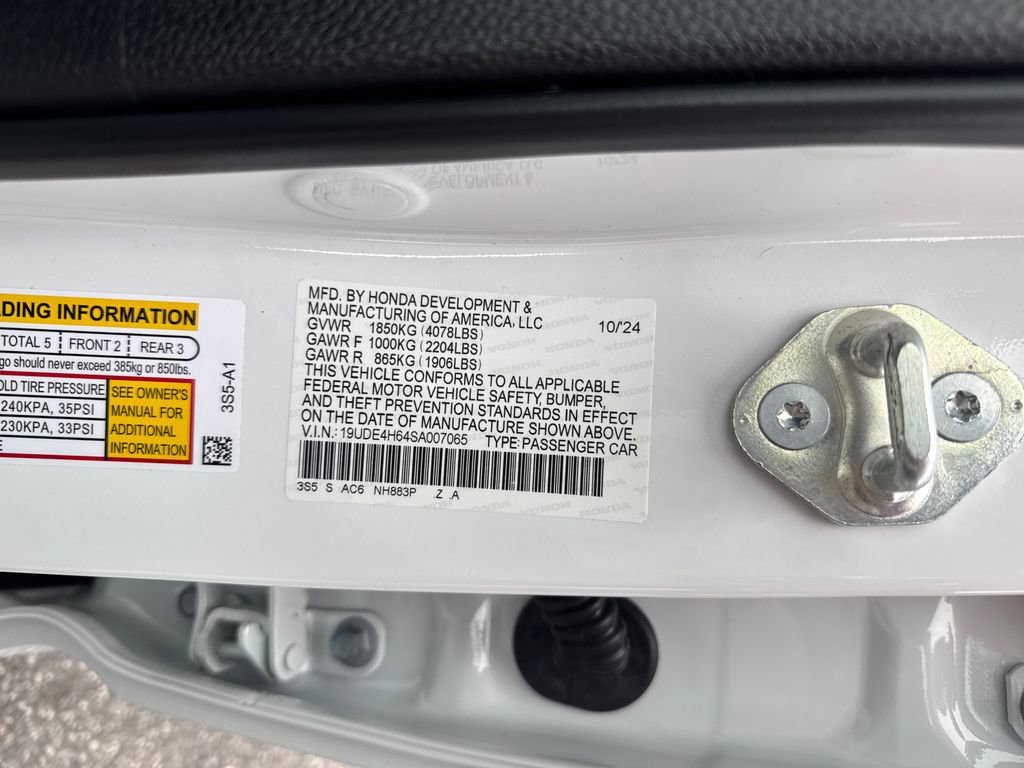 DING INFORMATION
TOTAL 5 FRONT 2 REAR 3
go should never exceed 385kg or 850lbs.
OLD TIRE PRESSURE
240KPA, 35PSI
230KPA, 33PSI
SEE OWNER'S
MANUAL FOR
ADDITIONAL
INFORMATION
3S5-A1
MFD. BY HONDA DEVELOPMENT &
MANUFACTURING OF AMERICA, LLC 10/24
GVWR 1850KG (4078LBS)
GAWR F 1000KG (2204LBS)
GAWR R 865KG (1906LBS)
THIS VEHICLE CONFORMS TO ALL APPLICABLE
FEDERAL MOTOR VEHICLE SAFETY, BUMPER,
AND THEFT PREVENTION STANDARDS IN EFFECT
ON THE DATE OF MANUFACTURE SHOWN ABOVE.
V.I.N.: 19UDE4H64SA007065 TYPE: PASSENGER CAR
3S5 S AC6 NH883P .Z .A